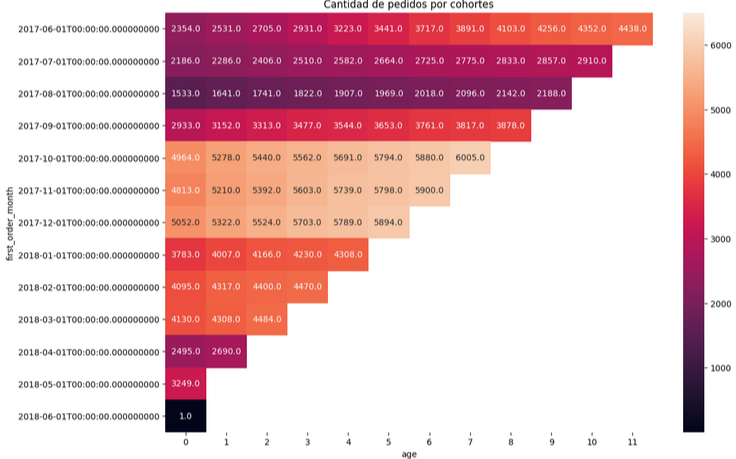 Cantidad de pedidos por cohortes
2017-06-01T00:00:00.000000000 2354.0 2531.0 2705.0 2931.0 3223.0 3441.0 3717.0 3891.0 4103.0 4256.0 4352.0 4438.0
2017-07-01T00:00:00.000000000 2186.0 2286.0 2406.0 2510.0 2582.0 2664.0 2725.0 2775.0 2833.0 2857.0 2910.0
2017-08-01T00:00:00.000000000 1533.0 1641.0 1741.0 1822.0 1907.0 1969.0 2018.0 2096.0 2142.0 2188.0
2017-09-01T00:00:00.000000000 2933.0 3152.0 3313.0 3477.0 3544.0 3653.0 3761.0 3817.0 3878.0
2017-10-01T00:00:00.000000000 4964.0 5278.0 5440.0 5562.0 5691.0 5794.0 5880.0 6005.0
2017-11-01T00:00:00.000000000 4813.0 5210.0 5392.0 5603.0 5739.0 5798.0 5900.0
2017-12-01T00:00:00.000000000 5052.0 5322.0 5524.0 5703.0 5789.0 5894.0
2018-01-01T00:00:00.000000000 3783.0 4007.0 4166.0 4230.0 4308.0
2018-02-01T00:00:00.000000000 4095.0 4317.0 4400.0 4470.0
2018-03-01T00:00:00.000000000 4130.0 4308.0 4484.0
2018-04-01T00:00:00.000000000 2495.0 2690.0
2018-05-01T00:00:00.000000000 3249.0
2018-06-01T00:00:00.000000000 1.0
0 1 2 3 4 5 6 7 8 9 10 11
age
first_order_month
6000
5000
4000
3000
2000
1000